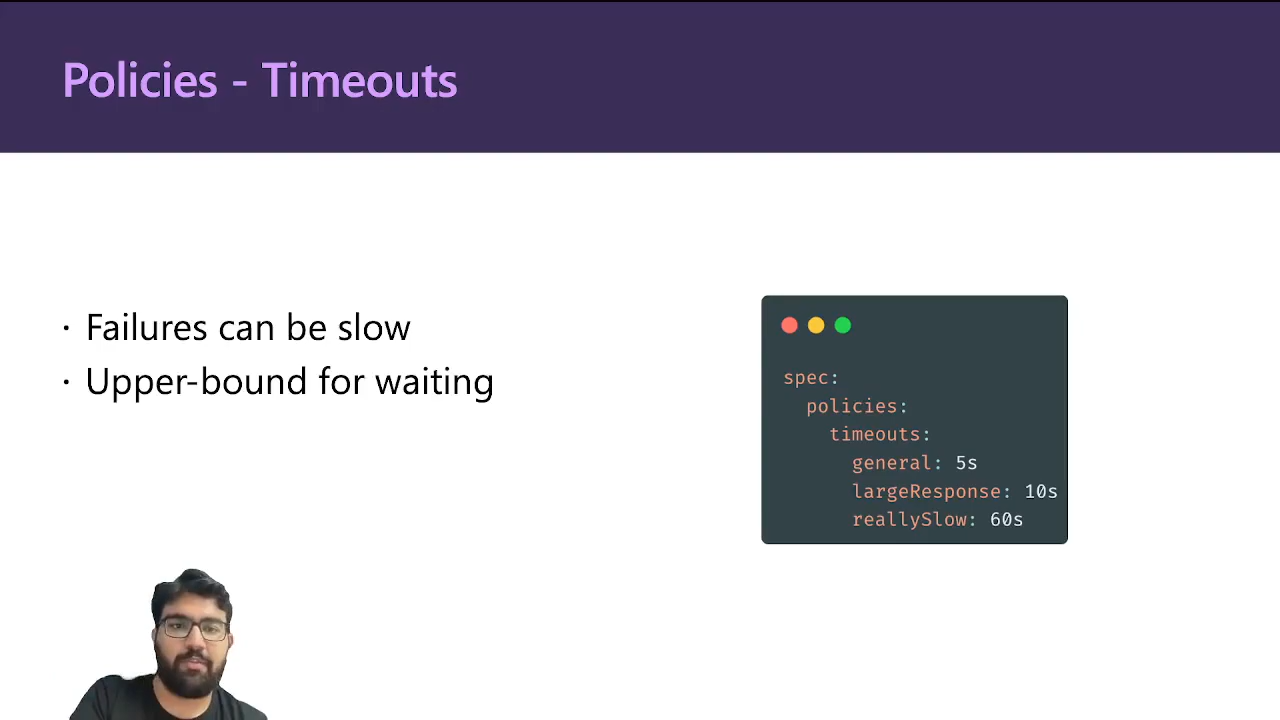 Policies - Timeouts
· Failures can be slow
· Upper-bound for waiting
spec:
  policies:
    timeouts:
      general: 5s
      largeResponse: 10s
      reallySlow: 60s